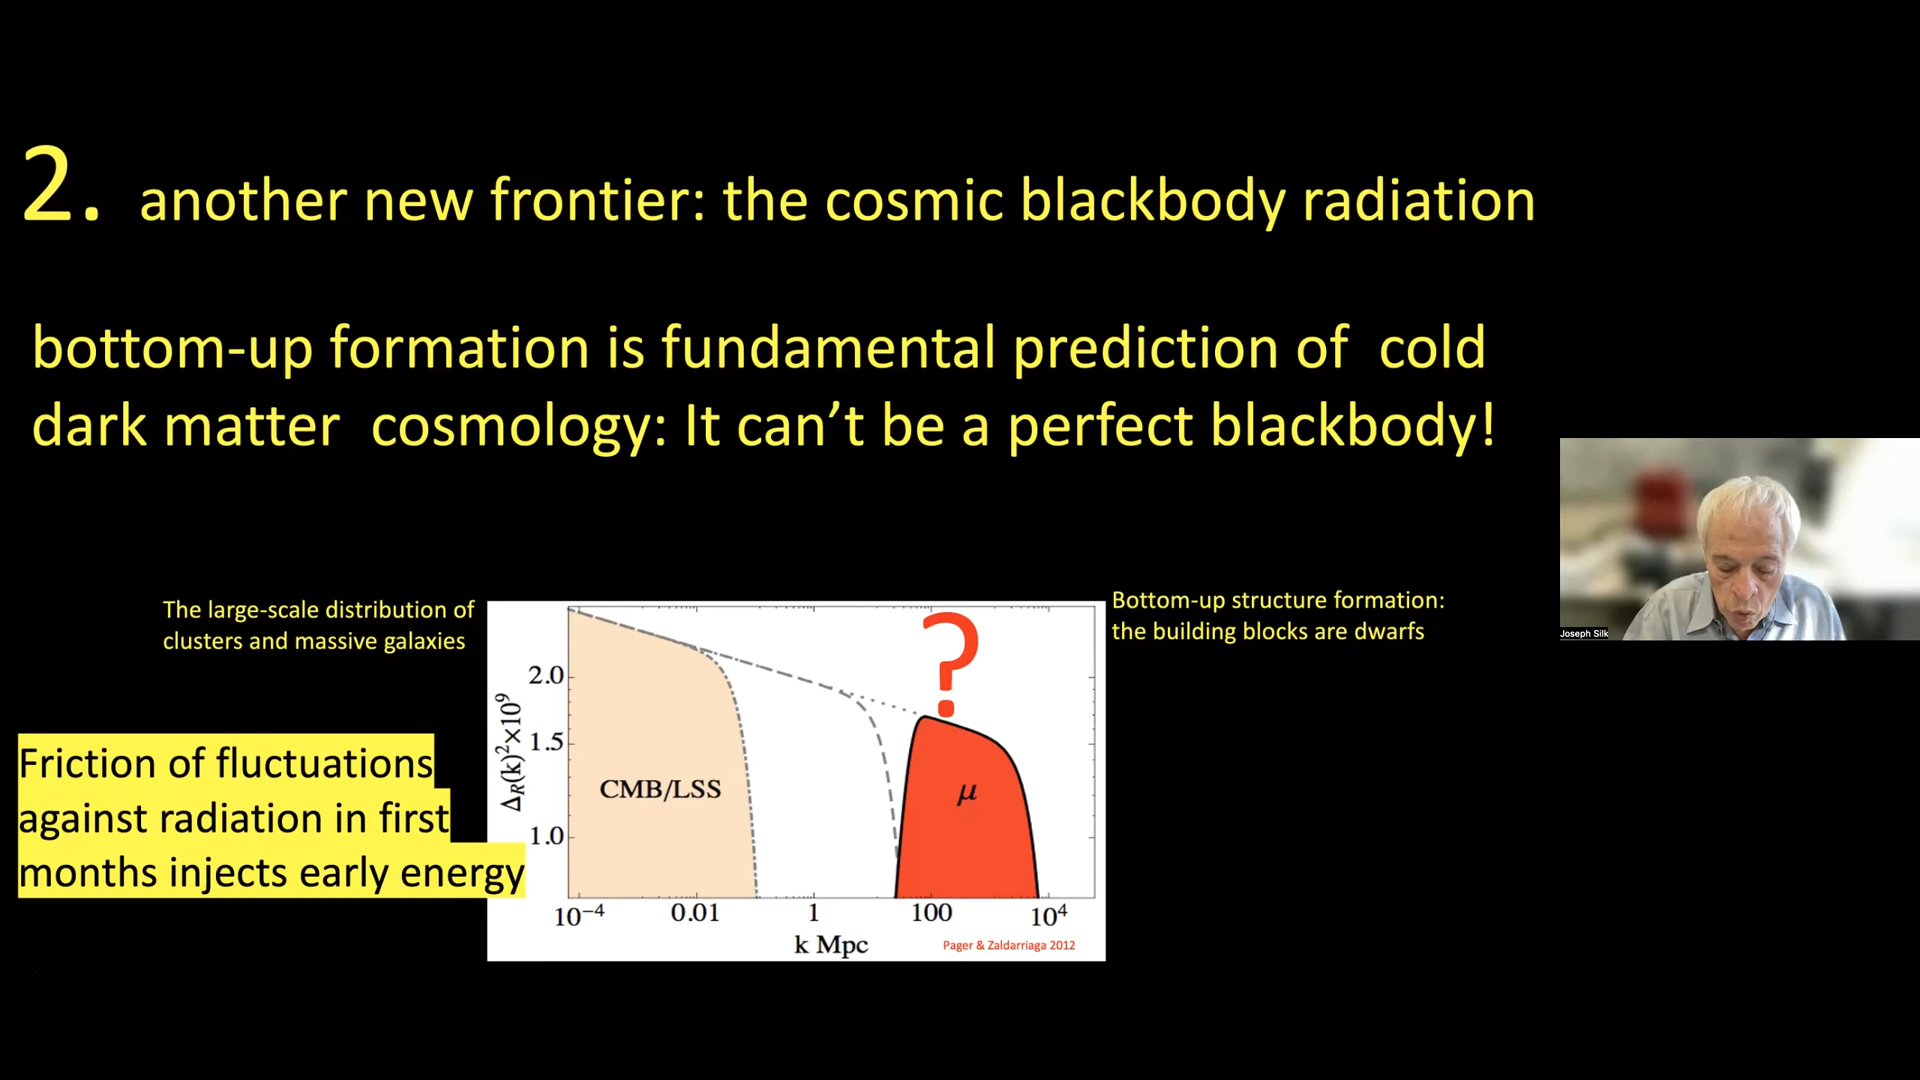 2. another new frontier: the cosmic blackbody radiation
bottom-up formation is fundamental prediction of cold
dark matter cosmology: It can’t be a perfect blackbody!
The large-scale distribution of
clusters and massive galaxies
Bottom-up structure formation:
the building blocks are dwarfs
Friction of fluctuations
against radiation in first
months injects early energy
?
Δ_R(k)²×10⁹
2.0
1.5
1.0
CMB/LSS
μ
10⁻⁴ 0.01 1 100 10⁴
k Mpc
Pager & Zaldarriaga 2012
Joseph Silk